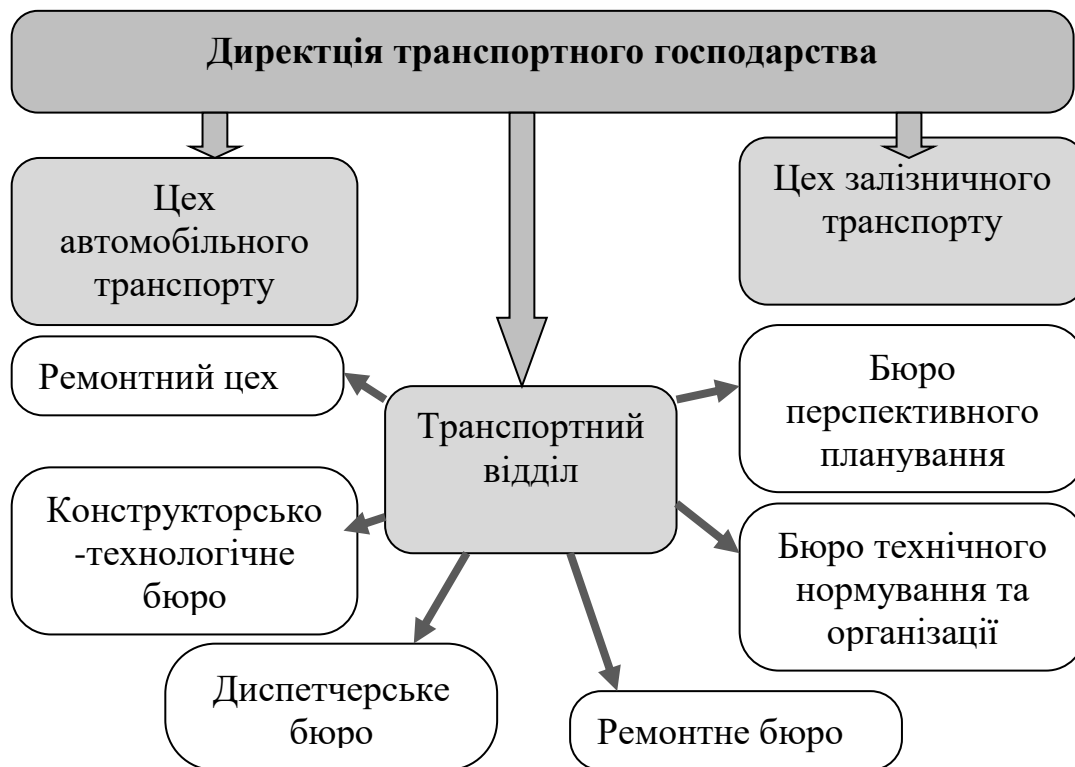 Директція транспортного господарства
Цех
автомобільного
транспорту
Цех залізничного
транспорту
Ремонтний цех
Транспортний
відділ
Бюро
перспективного
планування
Конструкторсько
-технологічне
бюро
Бюро технічного
нормування та
організації
Диспетчерське
бюро
Ремонтне бюро